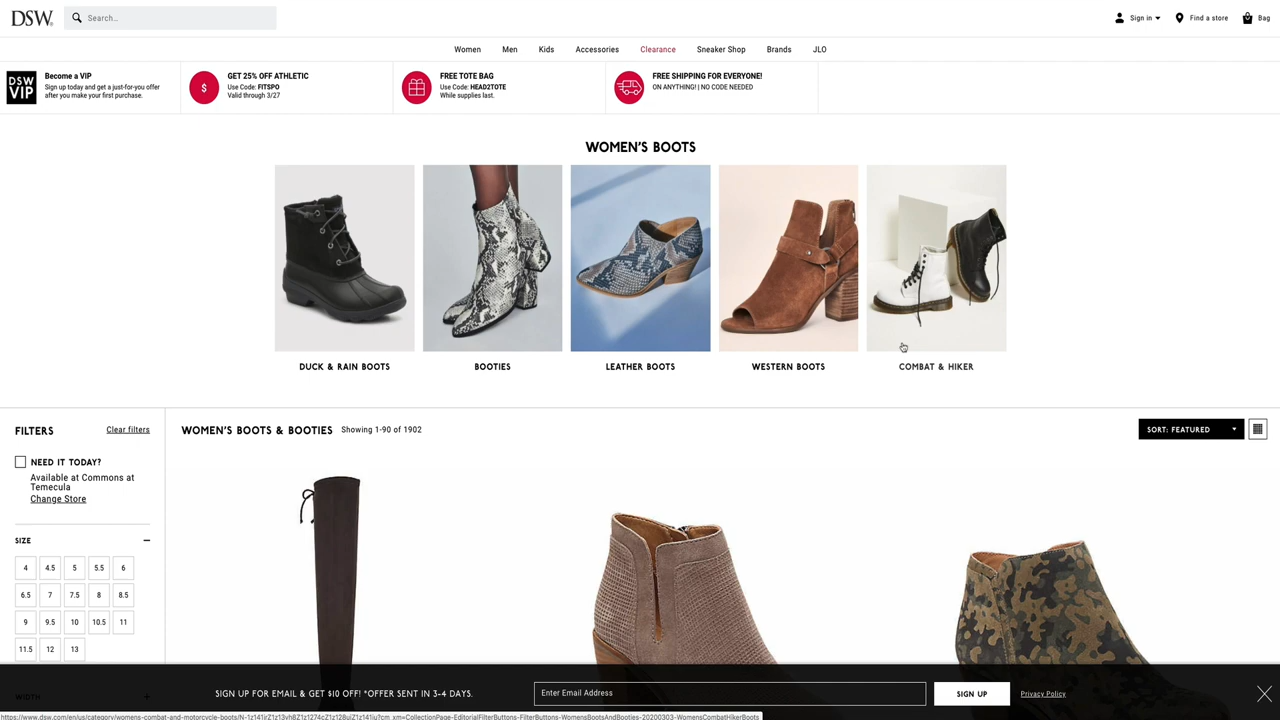 DSW
Search...
Sign in
Find a store
Bag
Women
Men
Kids
Accessories
Clearance
Sneaker Shop
Brands
JLO
DSW
VIP
Become a VIP
Sign up today and get a just-for-you offer
after you make your first purchase.
$
GET 25% OFF ATHLETIC
Use Code: FITSPO
Valid through 3/27
FREE TOTE BAG
Use Code: HEAD2TOTE
While supplies last.
FREE SHIPPING FOR EVERYONE!
ON ANYTHING! | NO CODE NEEDED
WOMEN'S BOOTS
DUCK & RAIN BOOTS
BOOTIES
LEATHER BOOTS
WESTERN BOOTS
COMBAT & HIKER
FILTERS
Clear filters
WOMEN'S BOOTS & BOOTIES
Showing 1-90 of 1902
SORT: FEATURED
NEED IT TODAY?
Available at Commons at
Temecula
Change Store
SIZE
4 4.5 5 5.5 6
6.5 7 7.5 8 8.5
9 9.5 10 10.5 11
11.5 12 13
WIDTH
SIGN UP FOR EMAIL & GET $10 OFF! *OFFER SENT IN 3-4 DAYS.
Enter Email Address
SIGN UP
Privacy Policy